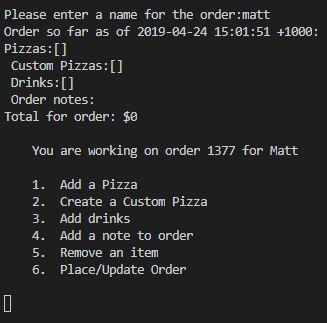 Please enter a name for the order:matt
Order so far as of 2019-04-24 15:01:51 +1000:
Pizzas:[]
Custom Pizzas:[]
Drinks:[]
Order notes:
Total for order: $0
You are working on order 1377 for Matt
1. Add a Pizza
2. Create a Custom Pizza
3. Add drinks
4. Add a note to order
5. Remove an item
6. Place/Update Order